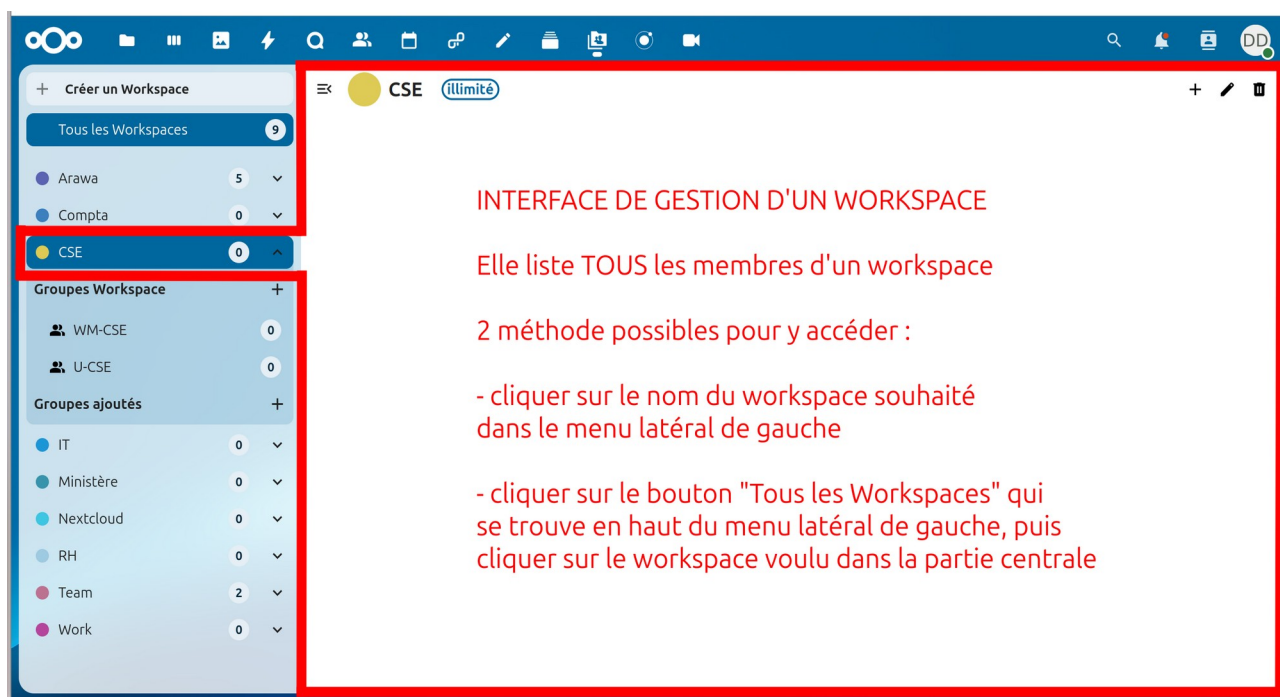 DD
+ Créer un Workspace
Tous les Workspaces 9
Arawa 5
Compta 0
CSE 0
Groupes Workspace +
WM-CSE 0
U-CSE 0
Groupes ajoutés +
IT 0
Ministère 0
Nextcloud 0
RH 0
Team 2
Work 0
CSE illimité
INTERFACE DE GESTION D'UN WORKSPACE
Elle liste TOUS les membres d'un workspace
2 méthode possibles pour y accéder :
- cliquer sur le nom du workspace souhaité
dans le menu latéral de gauche
- cliquer sur le bouton "Tous les Workspaces" qui
se trouve en haut du menu latéral de gauche, puis
cliquer sur le workspace voulu dans la partie centrale